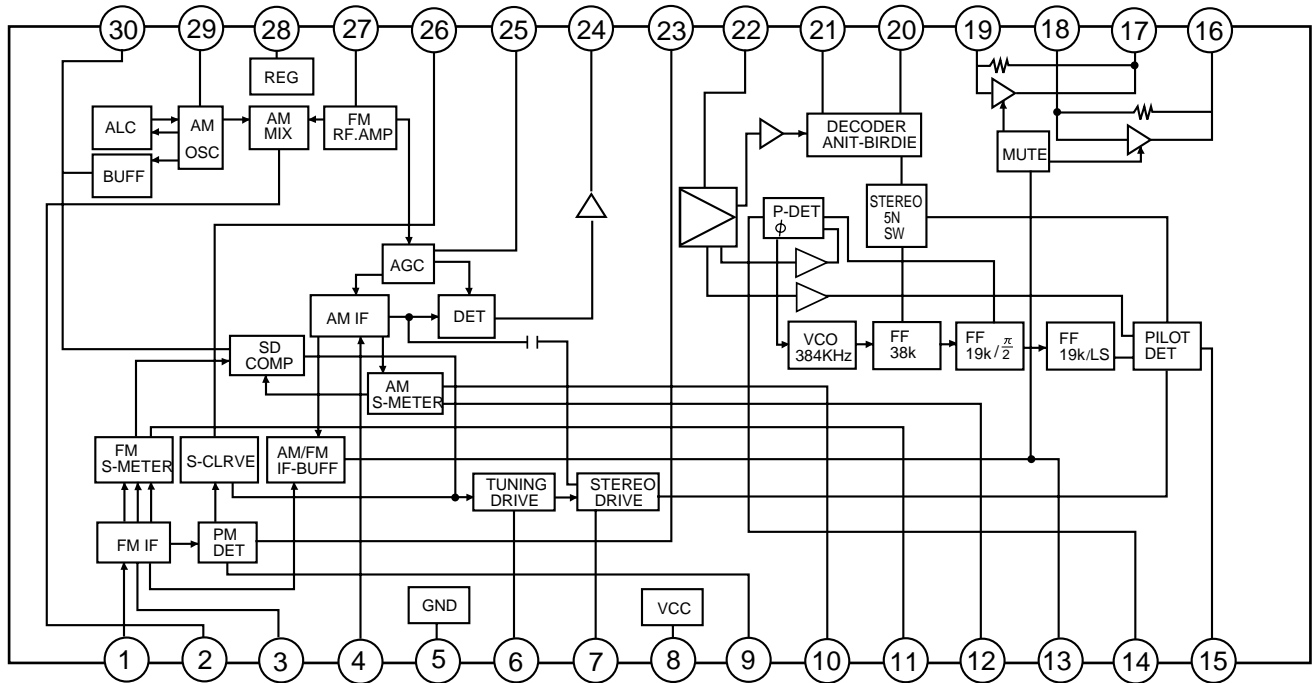 30 29 28 27 26 25 24 23 22 21 20 19 18 17 16
REG
ALC
AM
OSC
AM
MIX
FM
RF.AMP
BUFF
DECODER
ANIT-BIRDIE
MUTE
P-DET
ϕ
STEREO
5N
SW
AGC
AM IF
DET
SD
COMP
VCO
384KHz
FF
38k
FF
19k/π/2
FF
19k/LS
PILOT
DET
AM
S-METER
FM
S-METER
S-CLRVE
AM/FM
IF-BUFF
TUNING
DRIVE
STEREO
DRIVE
FM IF
PM
DET
GND
VCC
1 2 3 4 5 6 7 8 9 10 11 12 13 14 15